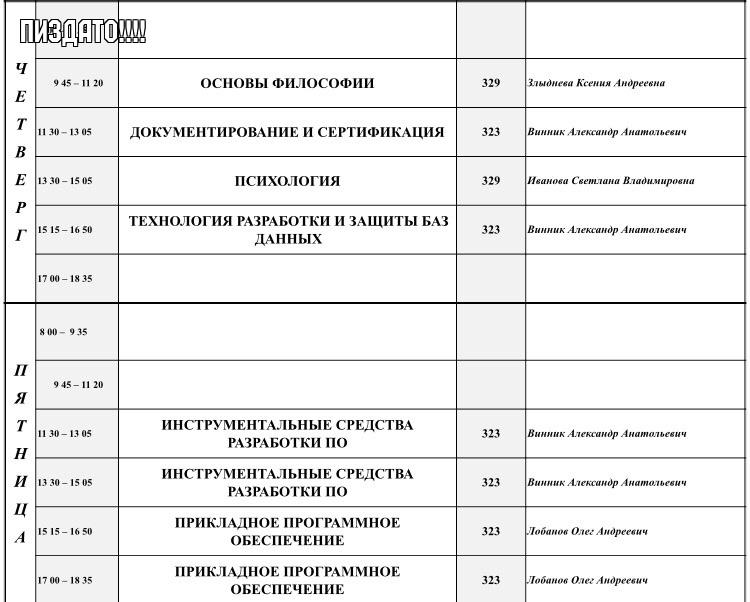 ПИЗДАТО!!!!
ЧЕТВЕРГ
9 45 – 11 20 ОСНОВЫ ФИЛОСОФИИ 329 Злыднева Ксения Андреевна
11 30 – 13 05 ДОКУМЕНТИРОВАНИЕ И СЕРТИФИКАЦИЯ 323 Винник Александр Анатольевич
13 30 – 15 05 ПСИХОЛОГИЯ 329 Иванова Светлана Владимировна
15 15 – 16 50 ТЕХНОЛОГИЯ РАЗРАБОТКИ И ЗАЩИТЫ БАЗ
ДАННЫХ 323 Винник Александр Анатольевич
17 00 – 18 35
ПЯТНИЦА
8 00 – 9 35
9 45 – 11 20
11 30 – 13 05 ИНСТРУМЕНТАЛЬНЫЕ СРЕДСТВА
РАЗРАБОТКИ ПО 323 Винник Александр Анатольевич
13 30 – 15 05 ИНСТРУМЕНТАЛЬНЫЕ СРЕДСТВА
РАЗРАБОТКИ ПО 323 Винник Александр Анатольевич
15 15 – 16 50 ПРИКЛАДНОЕ ПРОГРАММНОЕ
ОБЕСПЕЧЕНИЕ 323 Лобанов Олег Андреевич
17 00 – 18 35 ПРИКЛАДНОЕ ПРОГРАММНОЕ
ОБЕСПЕЧЕНИЕ 323 Лобанов Олег Андреевич